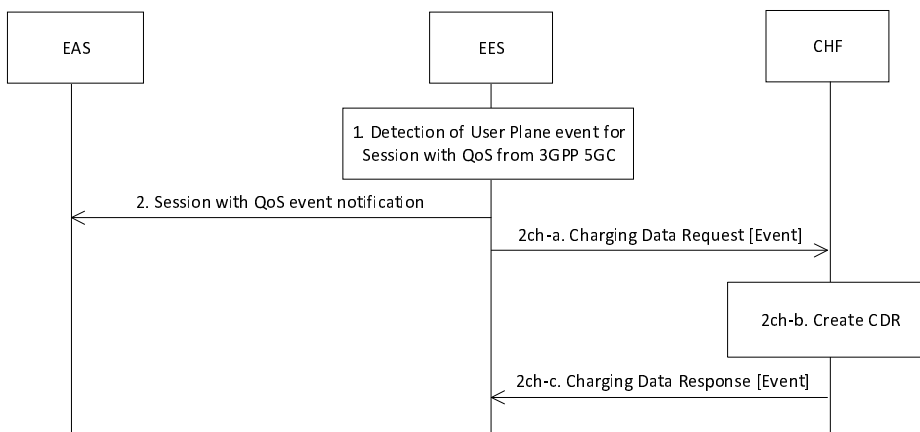 EAS
EES
CHF
1. Detection of User Plane event for
Session with QoS from 3GPP 5GC
2. Session with QoS event notification
2ch-a. Charging Data Request [Event]
2ch-b. Create CDR
2ch-c. Charging Data Response [Event]